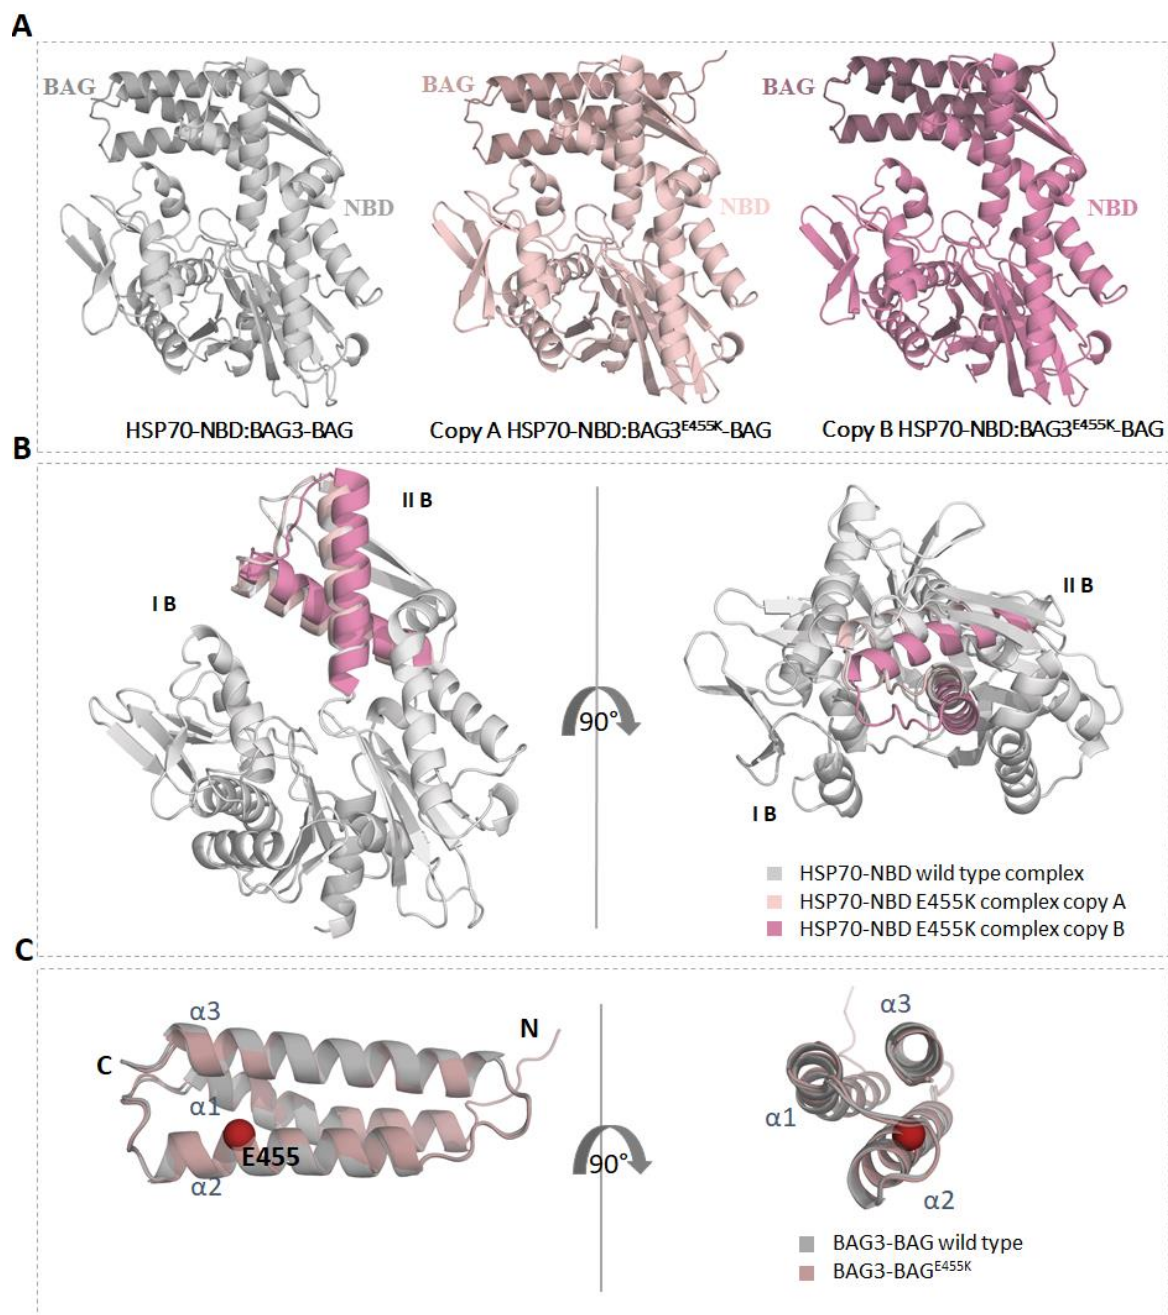 A
BAG
NBD
BAG
NBD
BAG
NBD
HSP70-NBD:BAG3-BAG
Copy A HSP70-NBD:BAG3E455K-BAG
Copy B HSP70-NBD:BAG3E455K-BAG
B
II B
I B
90°
II B
I B
HSP70-NBD wild type complex
HSP70-NBD E455K complex copy A
HSP70-NBD E455K complex copy B
C
α3
N
C
α1
E455
α2
90°
α3
α1
α2
BAG3-BAG wild type
BAG3-BAGE455K